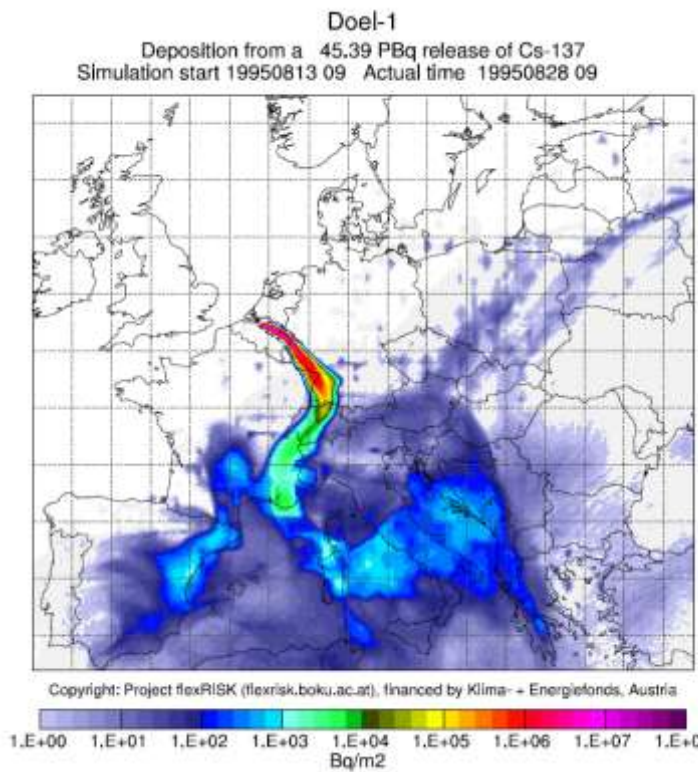 Doel-1
Deposition from a 45.39 PBq release of Cs-137
Simulation start 19950813 09 Actual time 19950828 09
Copyright: Project flexRISK (flexrisk.boku.ac.at), financed by Klima- + Energiefonds, Austria
1.E+00 1.E+01 1.E+02 1.E+03 1.E+04 1.E+05 1.E+06 1.E+07 1.E+0
Bq/m2